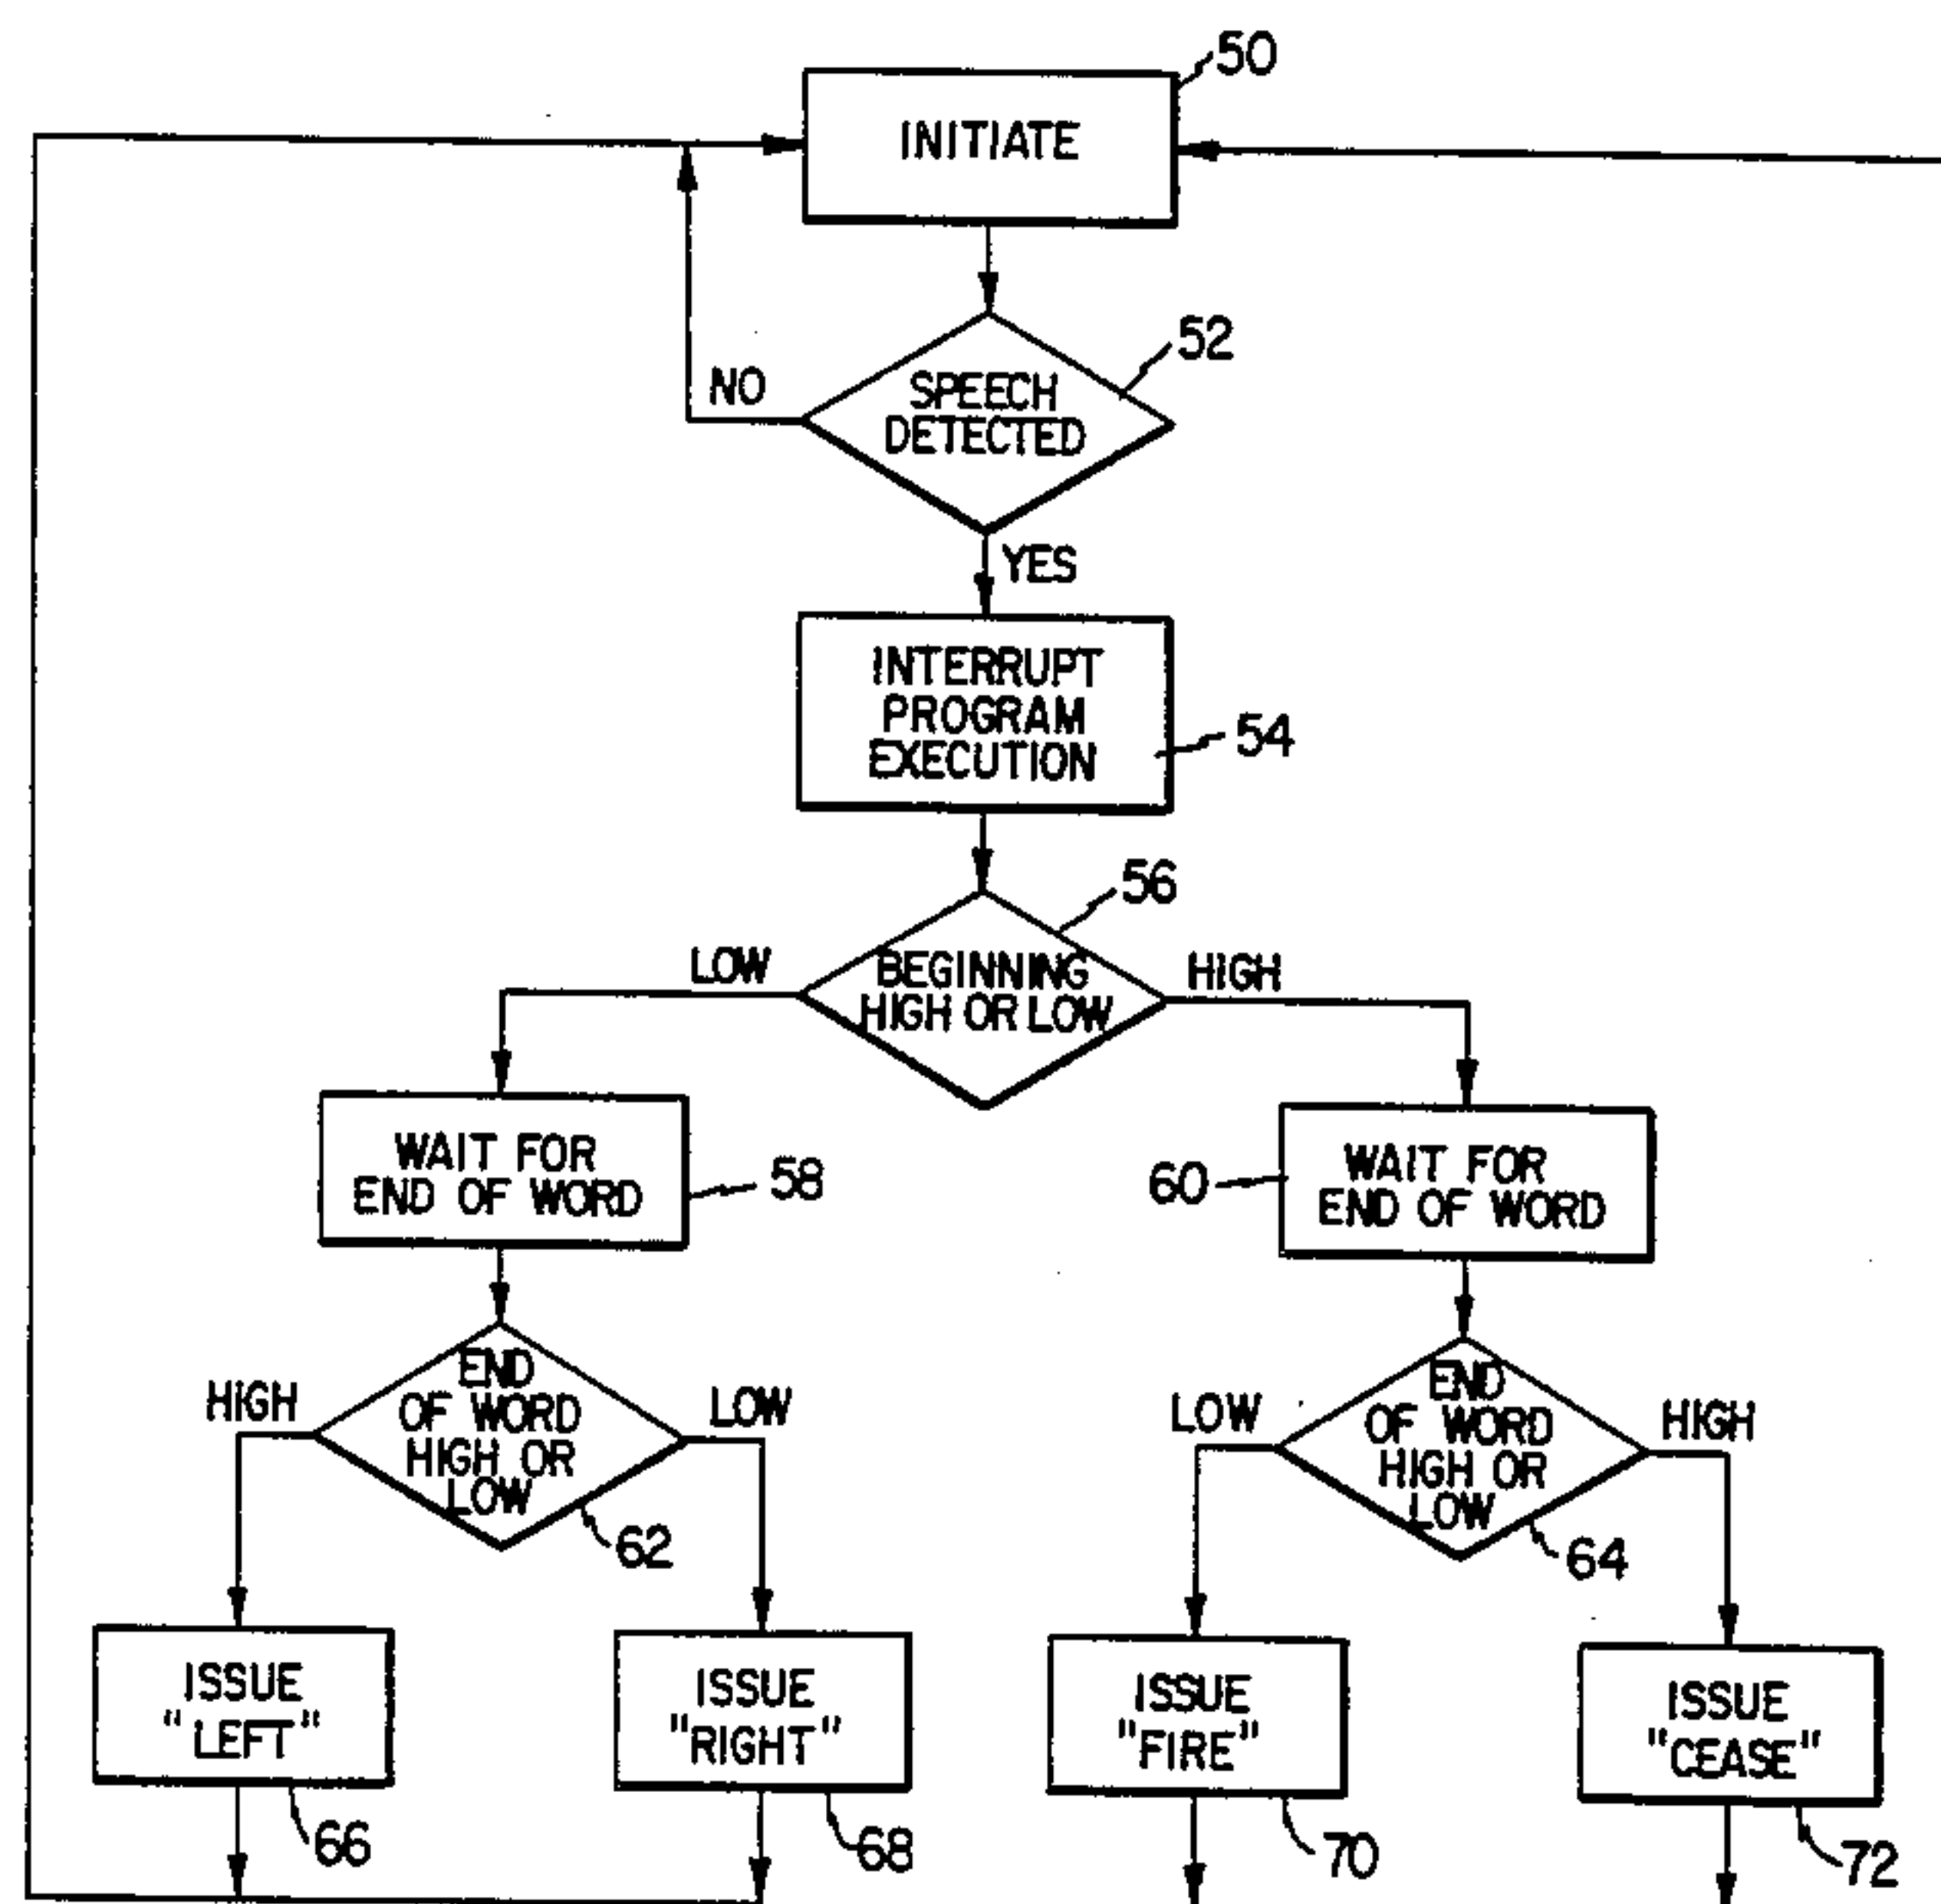 50
INITIATE
52
NO
SPEECH
DETECTED
YES
INTERRUPT
PROGRAM
EXECUTION
54
56
LOW
BEGINNING
HIGH OR LOW
HIGH
WAIT FOR
END OF WORD
58
60
WAIT FOR
END OF WORD
HIGH
END
OF WORD
HIGH OR
LOW
LOW
62
LOW
END
OF WORD
HIGH OR
LOW
HIGH
64
ISSUE
"LEFT"
66
ISSUE
"RIGHT"
68
ISSUE
"FIRE"
70
ISSUE
"CEASE"
72